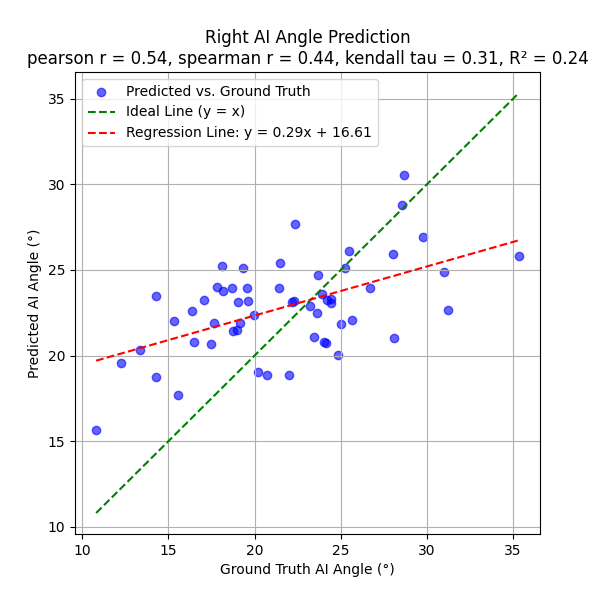 Right AI Angle Prediction
pearson r = 0.54, spearman r = 0.44, kendall tau = 0.31, R² = 0.24
Predicted vs. Ground Truth
Ideal Line (y = x)
Regression Line: y = 0.29x + 16.61
35
30
25
20
15
10
Predicted AI Angle (°)
10 15 20 25 30 35
Ground Truth AI Angle (°)